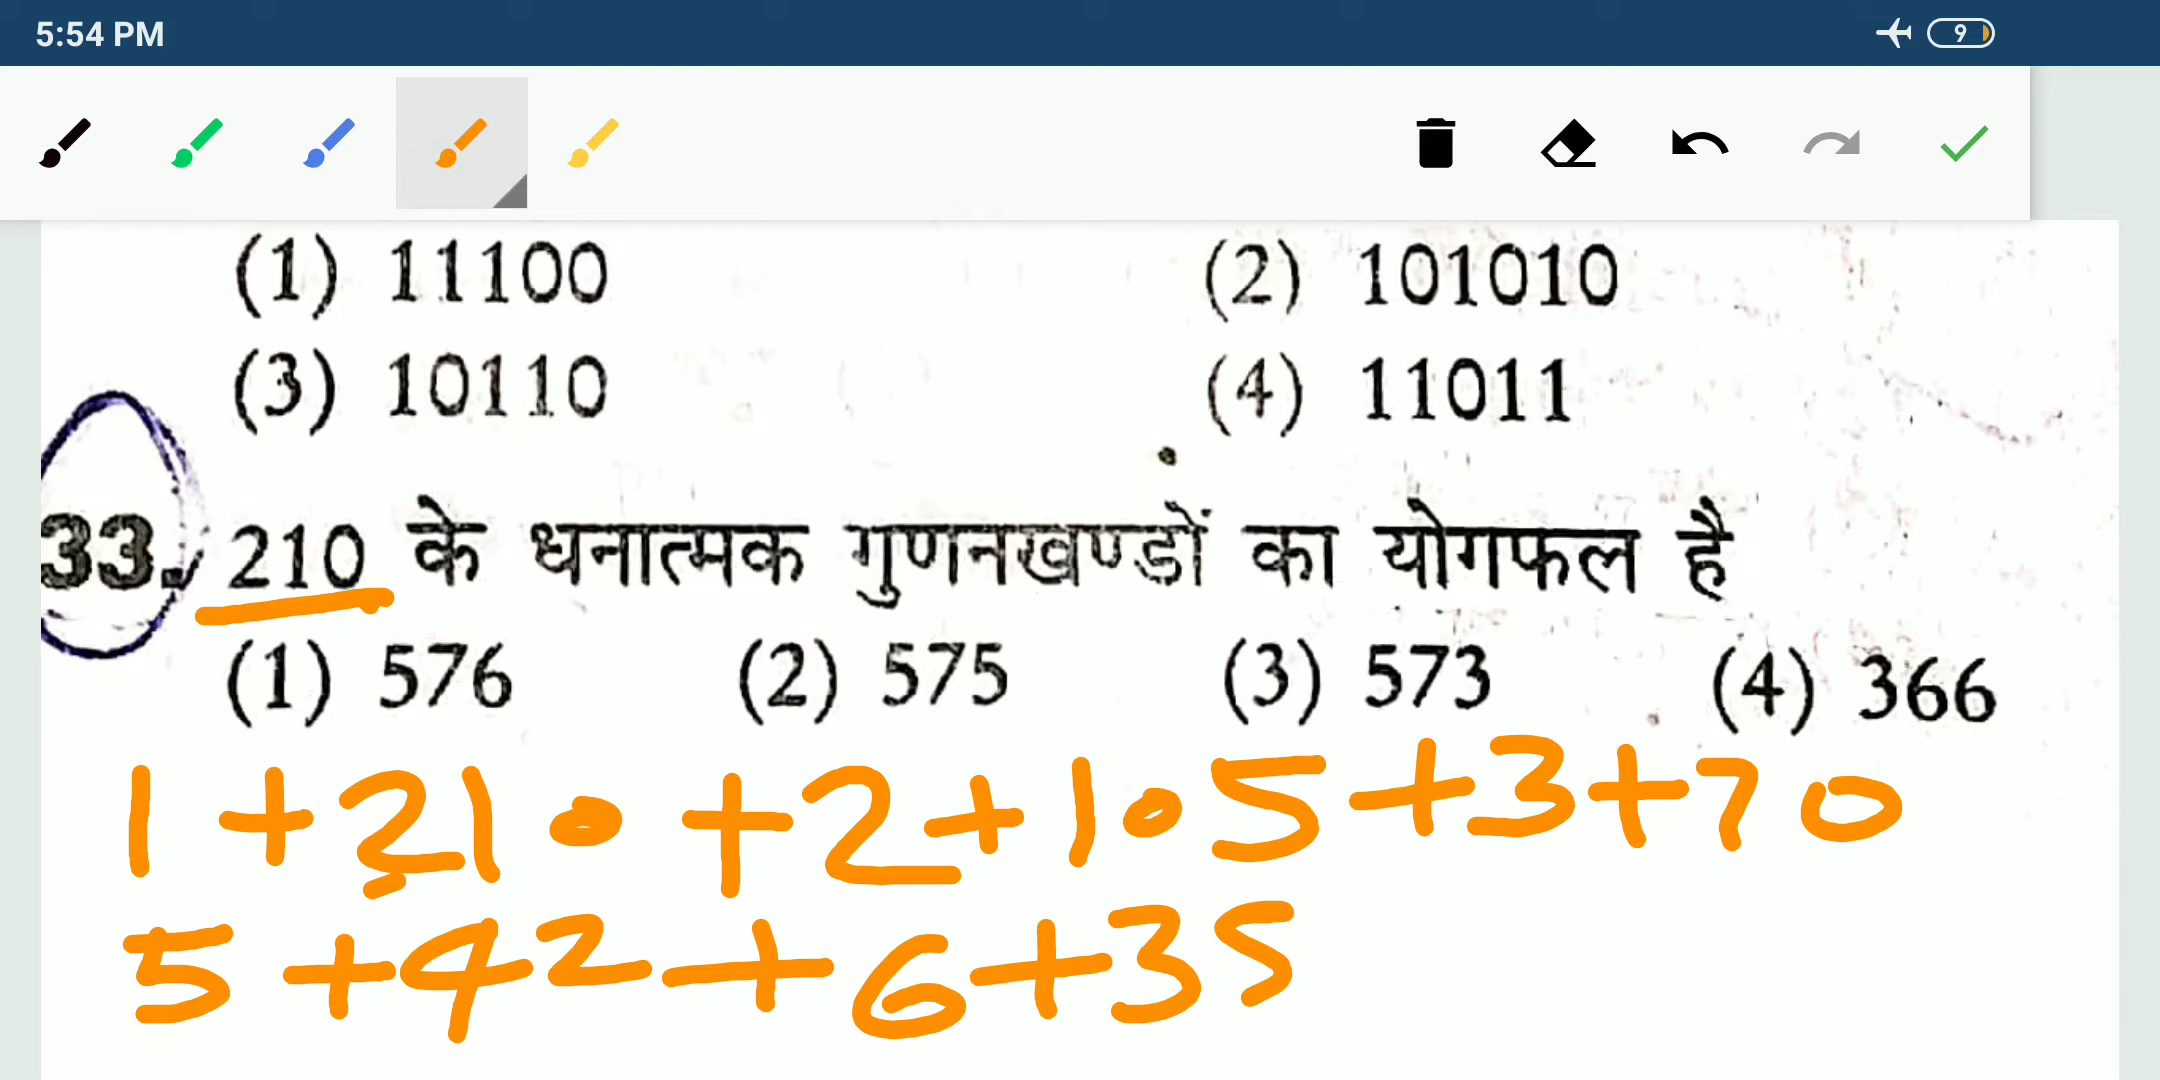 5:54 PM 9
(1) 11100 (2) 101010
(3) 10110 (4) 11011
33. 210 के धनात्मक गुणनखण्डों का योगफल है
(1) 576 (2) 575 (3) 573 (4) 366
1 + 210 + 2 + 105 + 3 + 70
5 + 42 + 6 + 35